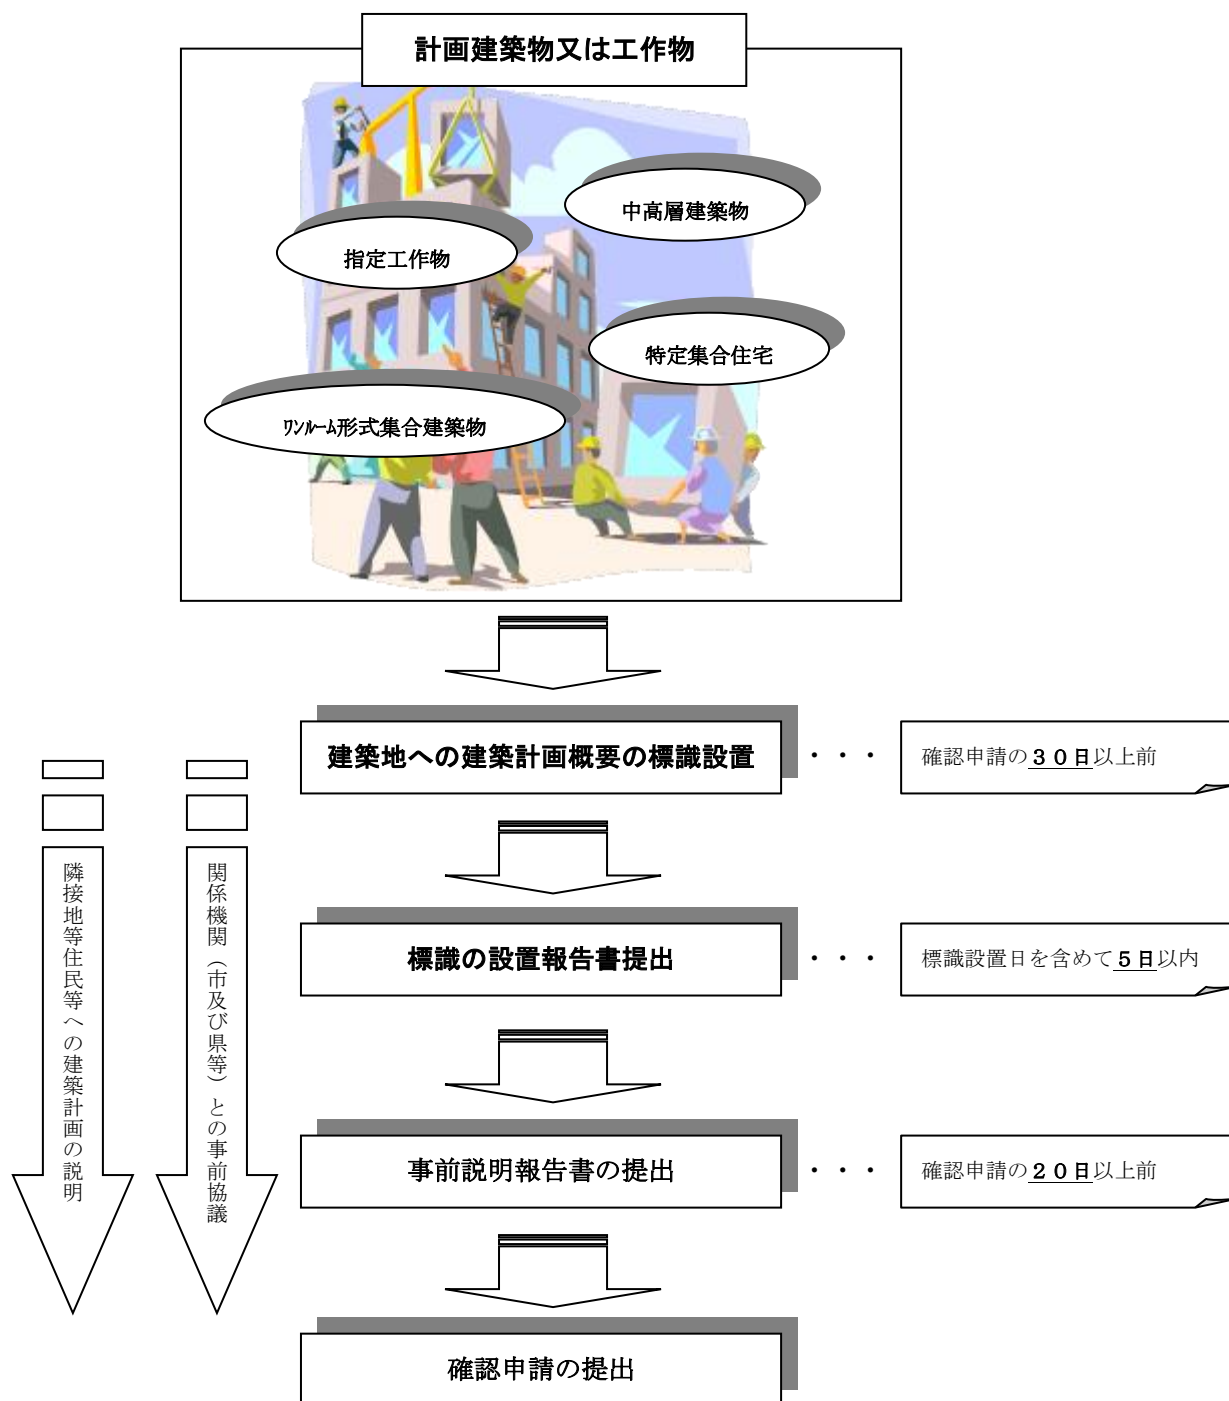 計画建築物又は工作物
中高層建築物
指定工作物
特定集合住宅
ﾜﾝﾙｰﾑ形式集合建築物
建築地への建築計画概要の標識設置
・・・
確認申請の３０日以上前
標識の設置報告書提出
・・・
標識設置日を含めて５日以内
事前説明報告書の提出
・・・
確認申請の２０日以上前
確認申請の提出
隣接地等住民等への建築計画の説明
関係機関（市及び県等）との事前協議